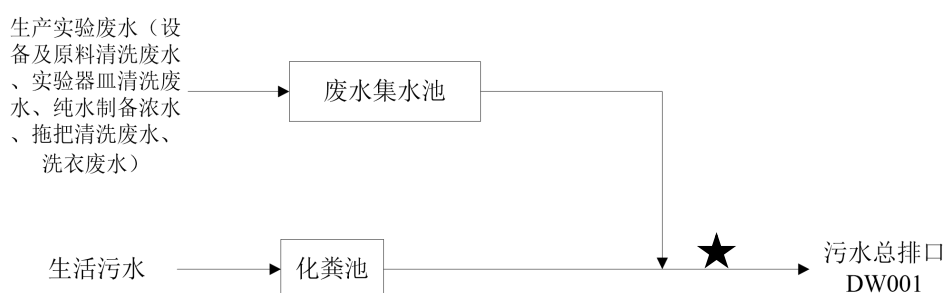 生产实验废水（设
备及原料清洗废水
、实验器皿清洗废
水、纯水制备浓水
、拖把清洗废水、
洗衣废水）
废水集水池
生活污水
化粪池
污水总排口
DW001